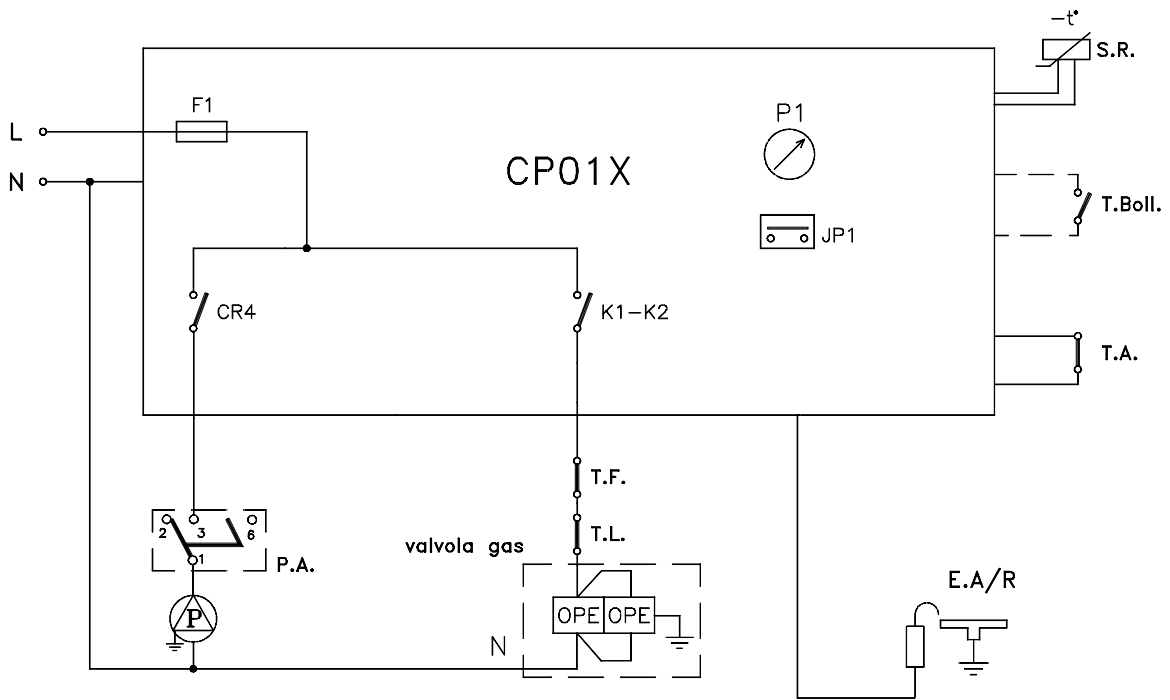 -t°
S.R.
F1
P1
L
CP01X
N
T.Boll.
JP1
CR4
K1-K2
T.A.
T.F.
2 3 6
T.L.
valvola gas
1
P.A.
E.A/R
P
OPE OPE
N